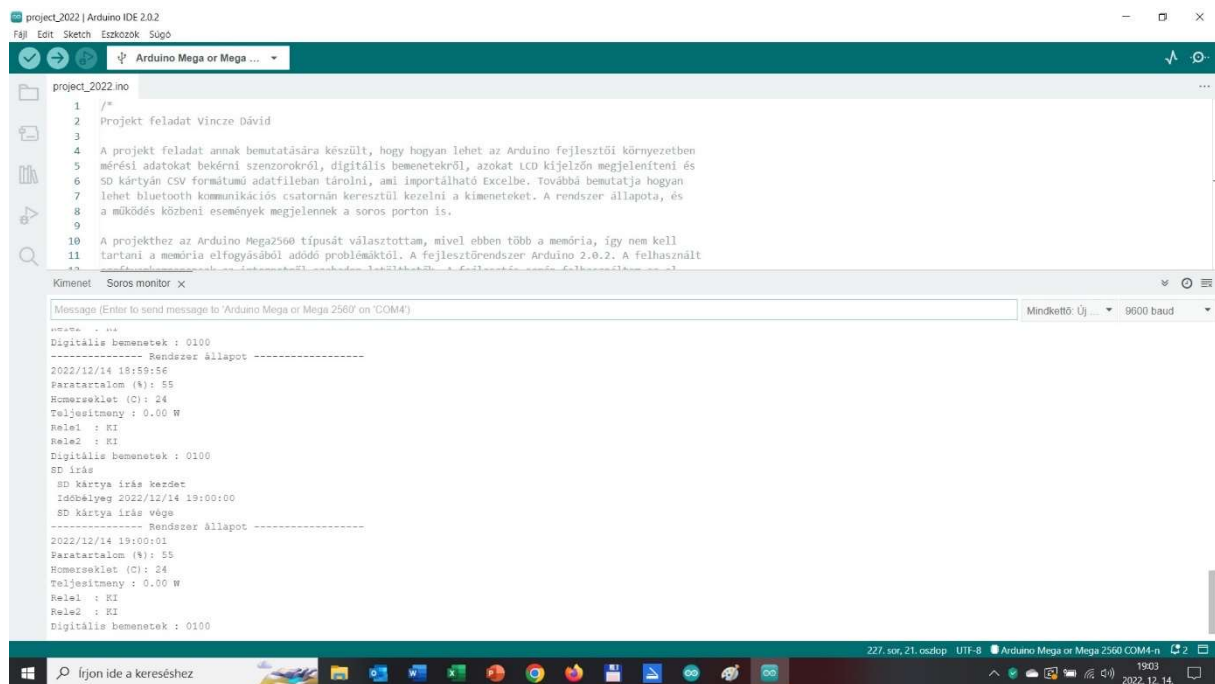 project_2022 | Arduino IDE 2.0.2
Fájl Edit Sketch Eszközök Súgó
Arduino Mega or Mega ...
project_2022.ino
1 /*
2 Projekt feladat Vincze Dávid
3
4 A projekt feladat annak bemutatására készült, hogy hogyan lehet az Arduino fejlesztői környezetben
5 mérési adatokat bekérni szenzorokról, digitális bemenetekről, azokat LCD kijelzőn megjeleníteni és
6 SD kártyán CSV formátumú adatfileban tárolni, ami importálható Excelbe. Továbbá bemutatja hogyan
7 lehet bluetooth kommunikációs csatornán keresztül kezelni a kimeneteket. A rendszer állapota, és
8 a működés közbeni események megjelennek a soros porton is.
9
10 A projekthez az Arduino Mega2560 típusát választottam, mivel ebben több a memória, így nem kell
11 tartani a memória elfogyásából adódó problémáktól. A fejlesztőrendszer Arduino 2.0.2. A felhasznált
Kimenet Soros monitor
Message (Enter to send message to 'Arduino Mega or Mega 2560' on 'COM4')
Mindkettő: Új ... 9600 baud
Digitális bemenetek : 0100
--------------- Rendszer állapot ------------------
2022/12/14 18:59:56
Paratartalom (%): 55
Homerseklet (C): 24
Teljesitmeny : 0.00 W
Rele1 : KI
Rele2 : KI
Digitális bemenetek : 0100
SD írás
SD kártya írás kezdet
Időbélyeg 2022/12/14 19:00:00
SD kártya írás vége
--------------- Rendszer állapot ------------------
2022/12/14 19:00:01
Paratartalom (%): 55
Homerseklet (C): 24
Teljesitmeny : 0.00 W
Rele1 : KI
Rele2 : KI
Digitális bemenetek : 0100
227. sor, 21. oszlop UTF-8 Arduino Mega or Mega 2560 COM4-n 2
Írjon ide a kereséshez
19:03
2022. 12. 14.